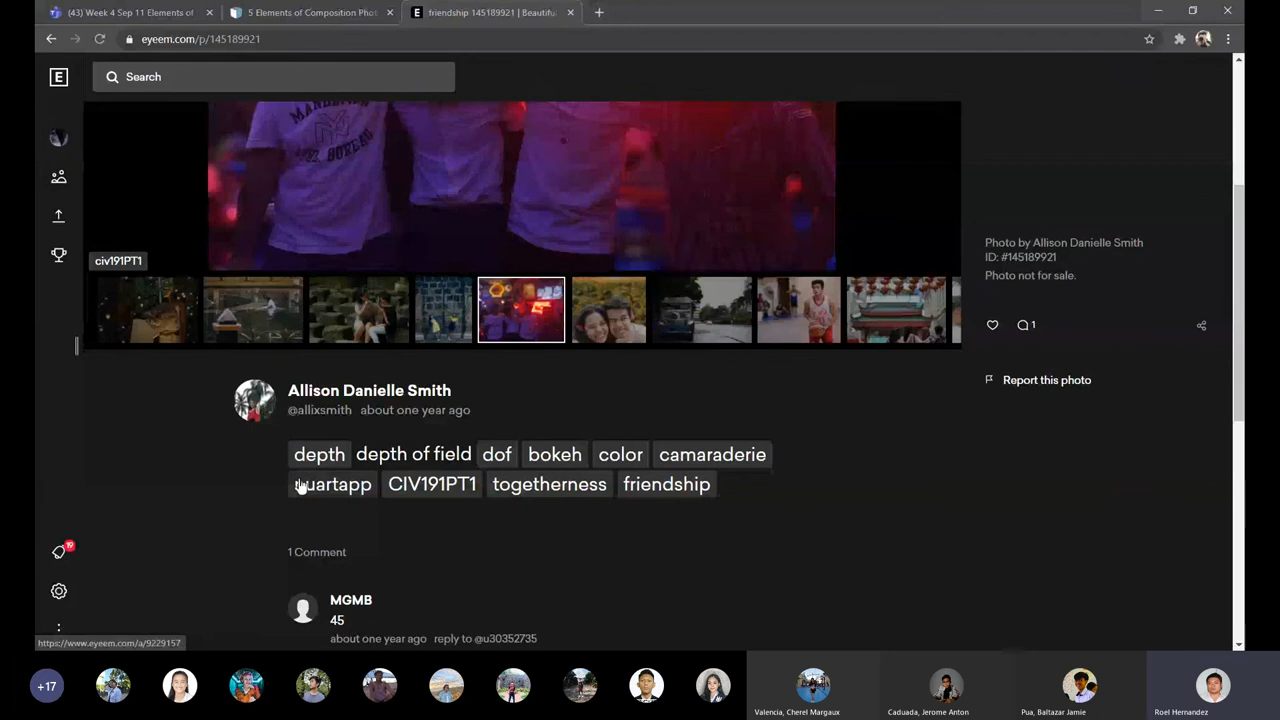 (43) Week 4 Sep 11 Elements of
5 Elements of Composition Phot
E friendship 145189921 | Beautifu
eyeem.com/p/145189921
E
Search
civ191PT1
Photo by Allison Danielle Smith
ID: #145189921
Photo not for sale.
1
Report this photo
Allison Danielle Smith
@allixsmith about one year ago
depth depth of field dof bokeh color camaraderie
CIV191PT1 togetherness friendship
1 Comment
MGMB
45
about one year ago reply to @u30352735
19
https://www.eyeem.com/a/9229157
+17
Valencia, Cherel Margaux
Caduada, Jerome Anton
Pua, Baltazar Jamie
Roel Hernandez